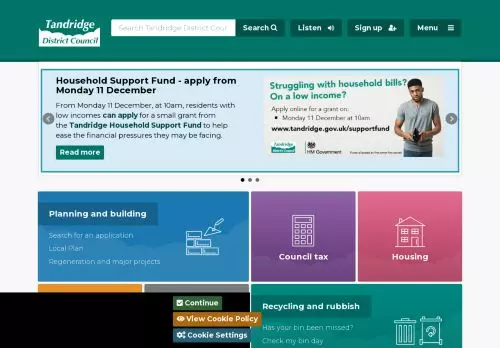 Tandridge
District Council
Search Tandridge District Coun
Search
Listen
Sign up
Menu
Household Support Fund - apply from
Monday 11 December
From Monday 11 December, at 10am, residents with
low incomes can apply for a small grant from
the Tandridge Household Support Fund to help
ease the financial pressures they may be facing.
Read more
Struggling with household bills?
On a low income?
Apply online for a grant on:
Monday 11 December at 10am
www.tandridge.gov.uk/supportfund
Tandridge
District Council
HM Government
Planning and building
Search for an application
Local Plan
Regeneration and major projects
Council tax
Housing
Continue
View Cookie Policy
Cookie Settings
Recycling and rubbish
Has your bin been missed?
Check my bin day